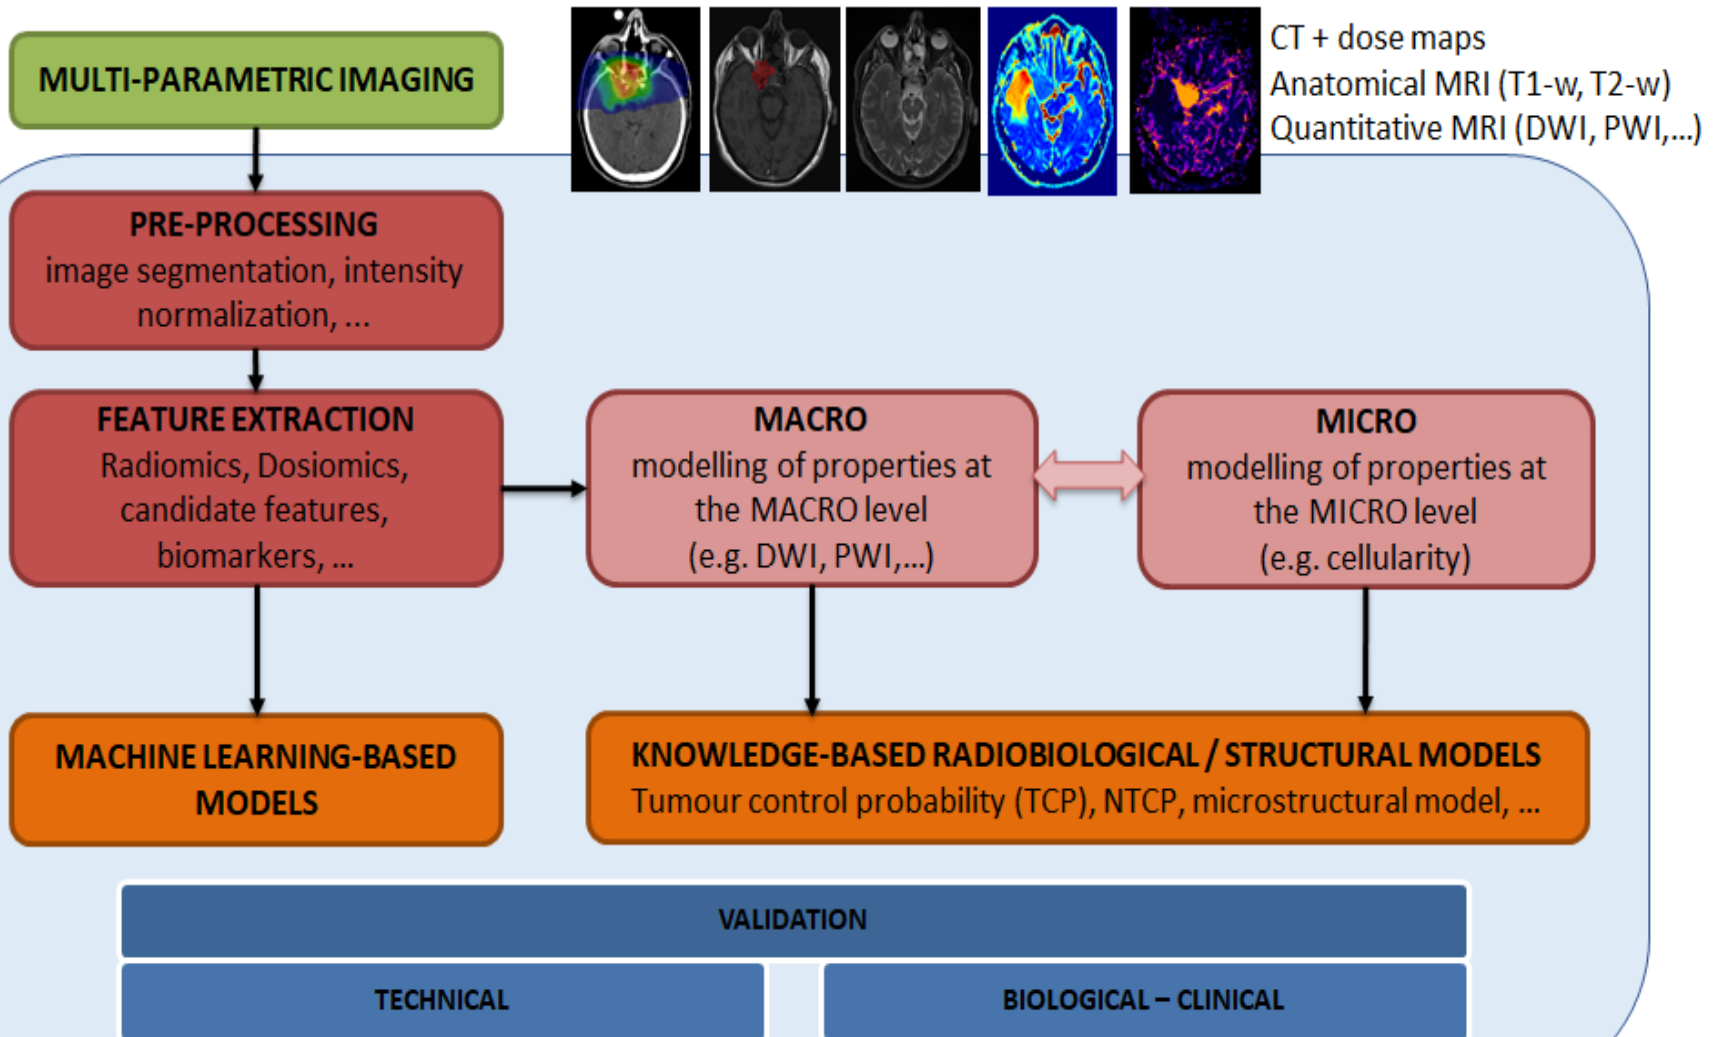 MULTI-PARAMETRIC IMAGING
CT + dose maps
Anatomical MRI (T1-w, T2-w)
Quantitative MRI (DWI, PWI,...)
PRE-PROCESSING
image segmentation, intensity
normalization, ...
FEATURE EXTRACTION
Radiomics, Dosiomics,
candidate features,
biomarkers, ...
MACRO
modelling of properties at
the MACRO level
(e.g. DWI, PWI,...)
MICRO
modelling of properties at
the MICRO level
(e.g. cellularity)
MACHINE LEARNING-BASED
MODELS
KNOWLEDGE-BASED RADIOBIOLOGICAL / STRUCTURAL MODELS
Tumour control probability (TCP), NTCP, microstructural model, ...
VALIDATION
TECHNICAL
BIOLOGICAL – CLINICAL